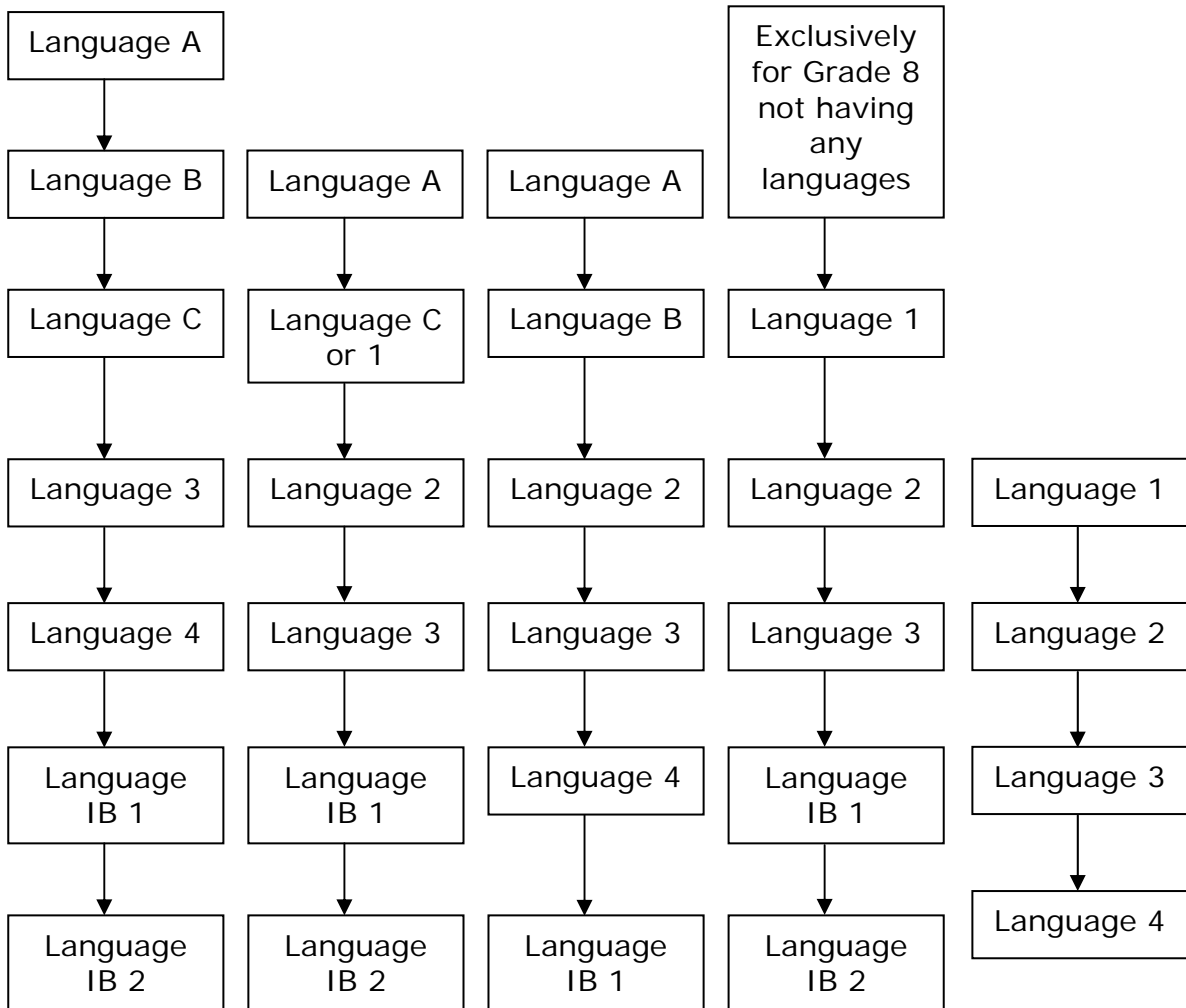 Language A
Language B
Language C
Language 3
Language 4
Language
IB 1
Language
IB 2
Language A
Language C
or 1
Language 2
Language 3
Language
IB 1
Language
IB 2
Language A
Language B
Language 2
Language 3
Language 4
Language
IB 1
Exclusively
for Grade 8
not having
any
languages
Language 1
Language 2
Language 3
Language
IB 1
Language
IB 2
Language 1
Language 2
Language 3
Language 4